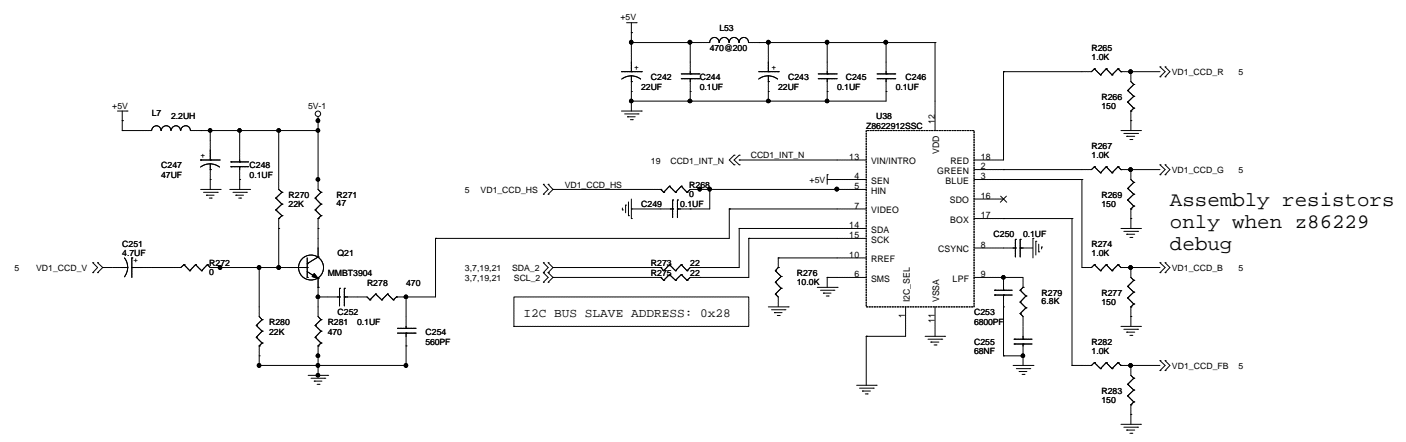 +5V
L53
470@200
C242
22UF
C244
0.1UF
C243
22UF
C245
0.1UF
C246
0.1UF
+5V
L7 2.2UH
5V-1
C247
47UF
C248
0.1UF
R270
22K
R271
47
C251
4.7UF
5 VD1_CCD_V
R272
0
Q21
MMBT3904
R278
470
C252
0.1UF
R280
22K
R281
470
C254
560PF
U38
Z8622912SSC
12
VDD
19 CCD1_INT_N
CCD1_INT_N
13
VIN/INTRO
+5V
4
SEN
5 VD1_CCD_HS
VD1_CCD_HS
R268
0
5
HIN
C249
0.1UF
7
VIDEO
3,7,19,21 SDA_2
R273
22
14
SDA
3,7,19,21 SCL_2
R275
22
15
SCK
10
RREF
R276
10.0K
6
SMS
I2C BUS SLAVE ADDRESS: 0x28
I2C_SEL
1
VSSA
11
RED
18
GREEN
2
BLUE
3
SDO
16
BOX
17
CSYNC
8
C250 0.1UF
LPF
9
C253
6800PF
R279
6.8K
C255
68NF
R265
1.0K
VD1_CCD_R 5
R266
150
R267
1.0K
VD1_CCD_G 5
R269
150
R274
1.0K
VD1_CCD_B 5
R277
150
R282
1.0K
VD1_CCD_FB 5
R283
150
Assembly resistors
only when z86229
debug